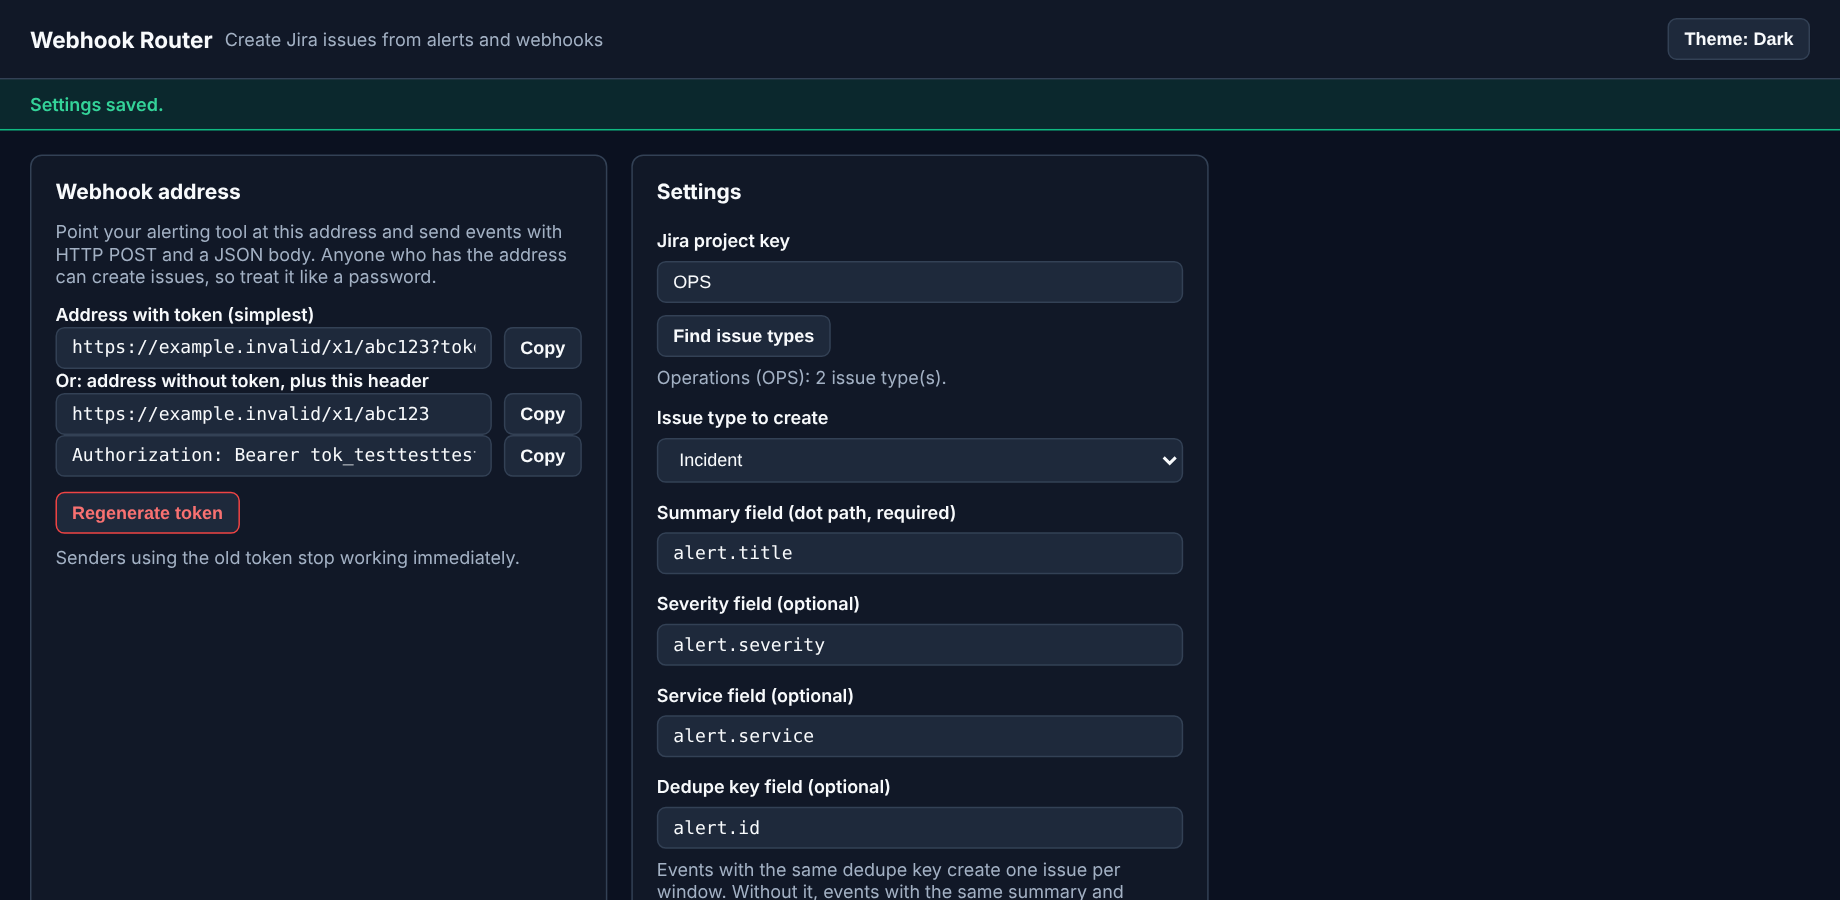 Webhook Router
Create Jira issues from alerts and webhooks
Theme: Dark
Settings saved.
Webhook address
Point your alerting tool at this address and send events with
HTTP POST and a JSON body. Anyone who has the address
can create issues, so treat it like a password.
Address with token (simplest)
https://example.invalid/x1/abc123?tok
Copy
Or: address without token, plus this header
https://example.invalid/x1/abc123
Copy
Authorization: Bearer tok_testtesttes
Copy
Regenerate token
Senders using the old token stop working immediately.
Settings
Jira project key
OPS
Find issue types
Operations (OPS): 2 issue type(s).
Issue type to create
Incident
Summary field (dot path, required)
alert.title
Severity field (optional)
alert.severity
Service field (optional)
alert.service
Dedupe key field (optional)
alert.id
Events with the same dedupe key create one issue per
window. Without it, events with the same summary and